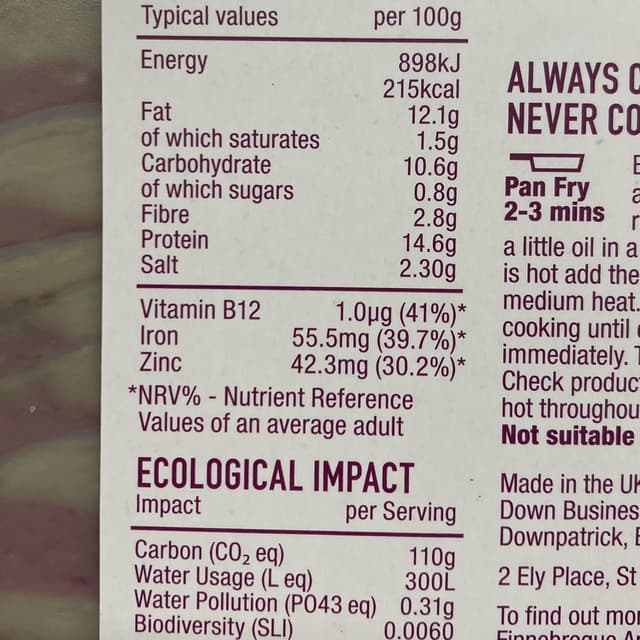 Typical values per 100g
Energy 898kJ
215kcal
Fat 12.1g
of which saturates 1.5g
Carbohydrate 10.6g
of which sugars 0.8g
Fibre 2.8g
Protein 14.6g
Salt 2.30g
Vitamin B12 1.0µg (41%)*
Iron 55.5mg (39.7%)*
Zinc 42.3mg (30.2%)*
*NRV% - Nutrient Reference
Values of an average adult
ECOLOGICAL IMPACT
Impact per Serving
Carbon (CO₂ eq) 110g
Water Usage (L eq) 300L
Water Pollution (PO43 eq) 0.31g
Biodiversity (SLI) 0.0060
ALWAYS
NEVER
Pan Fry
2-3 mins
a little oil in a
is hot add the
medium heat.
cooking until
immediately.
Check
hot
Not suitable
Made in the
Down
Downpatrick,
2 Ely Place, St
To find out